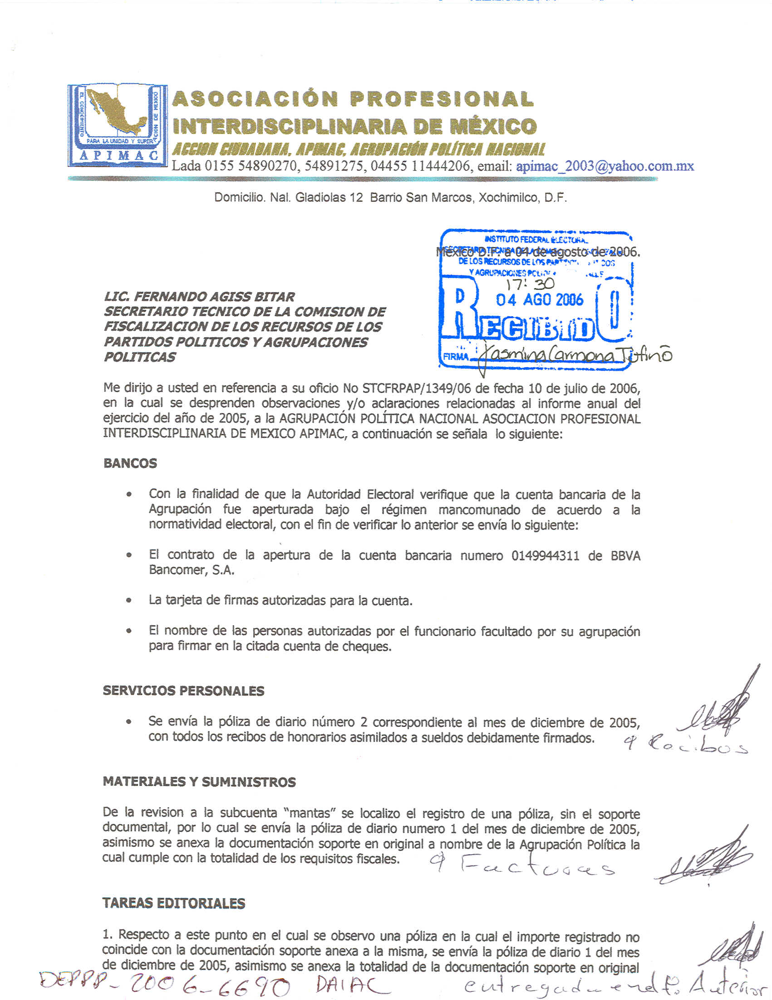 ASOCIACIÓN PROFESIONAL
INTERDISCIPLINARIA DE MÉXICO
ACCION CIUDADANA, APIMAC, AGRUPACIÓN POLÍTICA NACIONAL
EL CONOCIMIENTO
PARA LA UNIDAD Y SUPER
ACION DE MEXICO
APIMAC
Lada 0155 54890270, 54891275, 04455 11444206, email: apimac_2003@yahoo.com.mx
Domicilio. Nal. Gladiolas 12 Barrio San Marcos, Xochimilco, D.F.
INSTITUTO FEDERAL ELECTORAL
México D.F. a 04 de agosto de 2006.
SECRETARIA TECNICA DE LA
DE LOS RECURSOS DE LOS
Y AGRUPACIONES
17:30
04 AGO 2006
RECIBIDO
FIRMA Yasmina Carmona Tufinõ
LIC. FERNANDO AGISS BITAR
SECRETARIO TECNICO DE LA COMISION DE
FISCALIZACION DE LOS RECURSOS DE LOS
PARTIDOS POLITICOS Y AGRUPACIONES
POLITICAS
Me dirijo a usted en referencia a su oficio No STCFRPAP/1349/06 de fecha 10 de julio de 2006,
en la cual se desprenden observaciones y/o aclaraciones relacionadas al informe anual del
ejercicio del año de 2005, a la AGRUPACIÓN POLÍTICA NACIONAL ASOCIACION PROFESIONAL
INTERDISCIPLINARIA DE MEXICO APIMAC, a continuación se señala lo siguiente:
BANCOS
• Con la finalidad de que la Autoridad Electoral verifique que la cuenta bancaria de la
Agrupación fue aperturada bajo el régimen mancomunado de acuerdo a la
normatividad electoral, con el fin de verificar lo anterior se envía lo siguiente:
• El contrato de la apertura de la cuenta bancaria numero 0149944311 de BBVA
Bancomer, S.A.
• La tarjeta de firmas autorizadas para la cuenta.
• El nombre de las personas autorizadas por el funcionario facultado por su agrupación
para firmar en la citada cuenta de cheques.
SERVICIOS PERSONALES
• Se envía la póliza de diario número 2 correspondiente al mes de diciembre de 2005,
con todos los recibos de honorarios asimilados a sueldos debidamente firmados.
9 Recibos
MATERIALES Y SUMINISTROS
De la revision a la subcuenta “mantas” se localizo el registro de una póliza, sin el soporte
documental, por lo cual se envía la póliza de diario numero 1 del mes de diciembre de 2005,
asimismo se anexa la documentación soporte en original a nombre de la Agrupación Política la
cual cumple con la totalidad de los requisitos fiscales.
9 Facturas
TAREAS EDITORIALES
1. Respecto a este punto en el cual se observo una póliza en la cual el importe registrado no
coincide con la documentación soporte anexa a la misma, se envía la póliza de diario 1 del mes
de diciembre de 2005, asimismo se anexa la totalidad de la documentación soporte en original
DEPPP-2006-6690 DAIAC
entregada en el Anterior